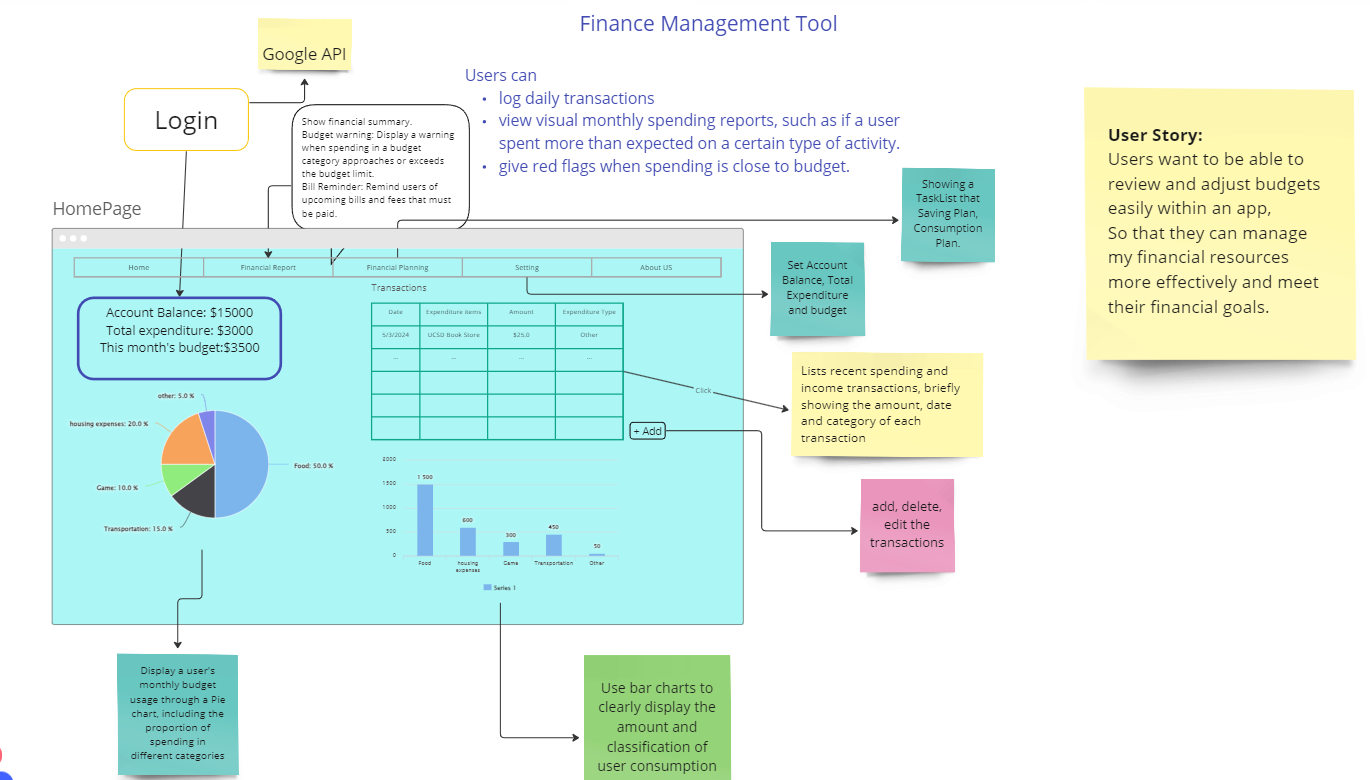 Finance Management Tool
Google API
Login
Users can
• log daily transactions
• view visual monthly spending reports, such as if a user
spent more than expected on a certain type of activity.
• give red flags when spending is close to budget.
Show financial summary.
Budget warning: Display a warning
when spending in a budget
category approaches or exceeds
the budget limit.
Bill Reminder: Remind users of
upcoming bills and fees that must
be paid.
User Story:
Users want to be able to
review and adjust budgets
easily within an app,
So that they can manage
my financial resources
more effectively and meet
their financial goals.
Showing a
TaskList that
Saving Plan,
Consumption
Plan.
HomePage
Home Financial Report Financial Planning Setting About US
Set Account
Balance, Total
Expenditure
and budget
Account Balance: $15000
Total expenditure: $3000
This month's budget:$3500
Transactions
Date Expenditure items Amount Expenditure Type
5/3/2024 UCSD Book Store $25.0 Other
... ... ... ...
Click
Lists recent spending and
income transactions, briefly
showing the amount, date
and category of each
transaction
+ Add
add, delete,
edit the
transactions
other: 5.0 %
housing expenses: 20.0 %
Food: 50.0 %
Game: 10.0 %
Transportation: 15.0 %
2000
1500
1000
500
0
1 500
600
300
450
50
Food housing expenses Game Transportation Other
Series 1
Display a user's
monthly budget
usage through a Pie
chart, including the
proportion of
spending in
different categories
Use bar charts to
clearly display the
amount and
classification of
user consumption